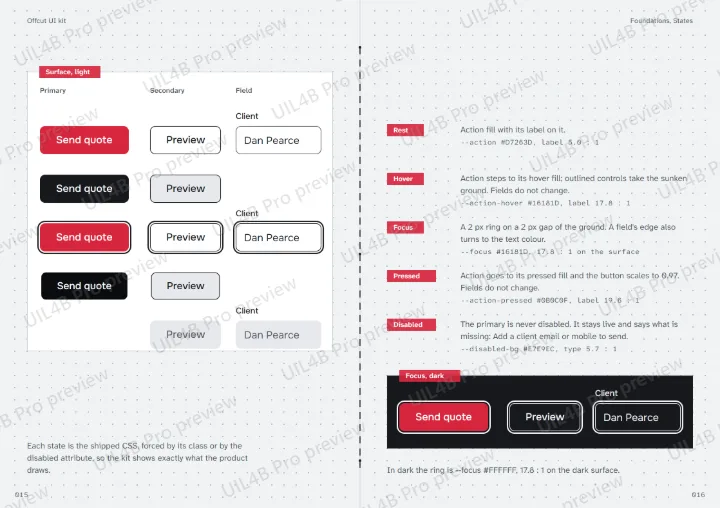 Offcut UI kit
Surface, light
Primary
Secondary
Field
Client
Send quote
Preview
Dan Pearce
Send quote
Preview
Client
Send quote
Preview
Dan Pearce
Send quote
Preview
Client
Preview
Dan Pearce
Each state is the shipped CSS, forced by its class or by the
disabled attribute, so the kit shows exactly what the product
draws.
015
Foundations, States
Rest
Action fill with its label on it.
--action #D7263D, label 5.0 : 1
Hover
Action steps to its hover fill; outlined controls take the sunken
ground. Fields do not change.
--action-hover #16181D, label 17.8 : 1
Focus
A 2 px ring on a 2 px gap of the ground. A field's edge also
turns to the text colour.
--focus #16181D, 17.8 : 1 on the surface
Pressed
Action goes to its pressed fill and the button scales to 0.97.
Fields do not change.
--action-pressed #0B0C0F, label 19.6 : 1
Disabled
The primary is never disabled. It stays live and says what is
missing: Add a client email or mobile to send.
--disabled-bg #E7E9EC, type 5.7 : 1
Focus, dark
Client
Send quote
Preview
Dan Pearce
In dark the ring is --focus #FFFFFF, 17.8 : 1 on the dark surface.
016
UIL4B Pro preview